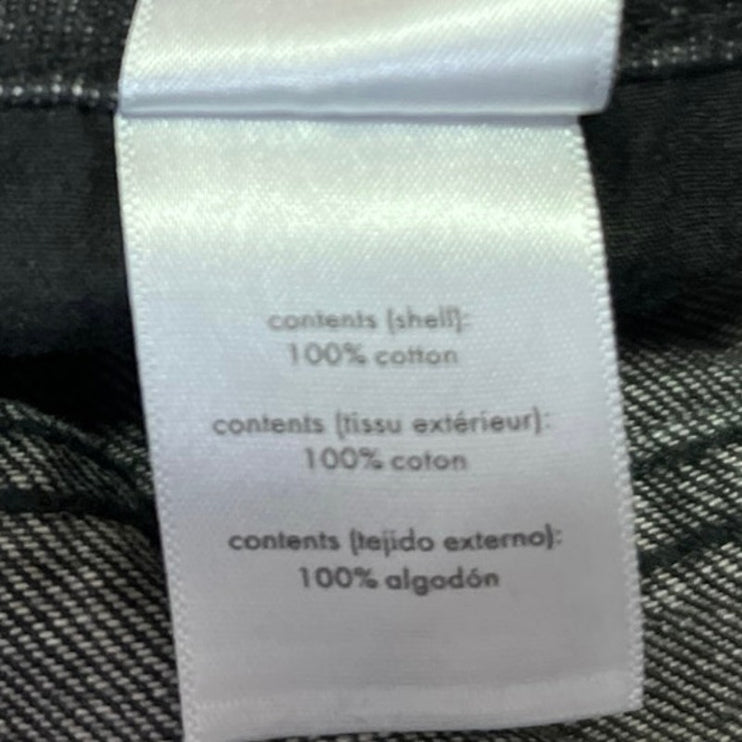 contents (shell):
100% cotton
contents (tissu extérieur):
100% coton
contents (tejido externo):
100% algodón